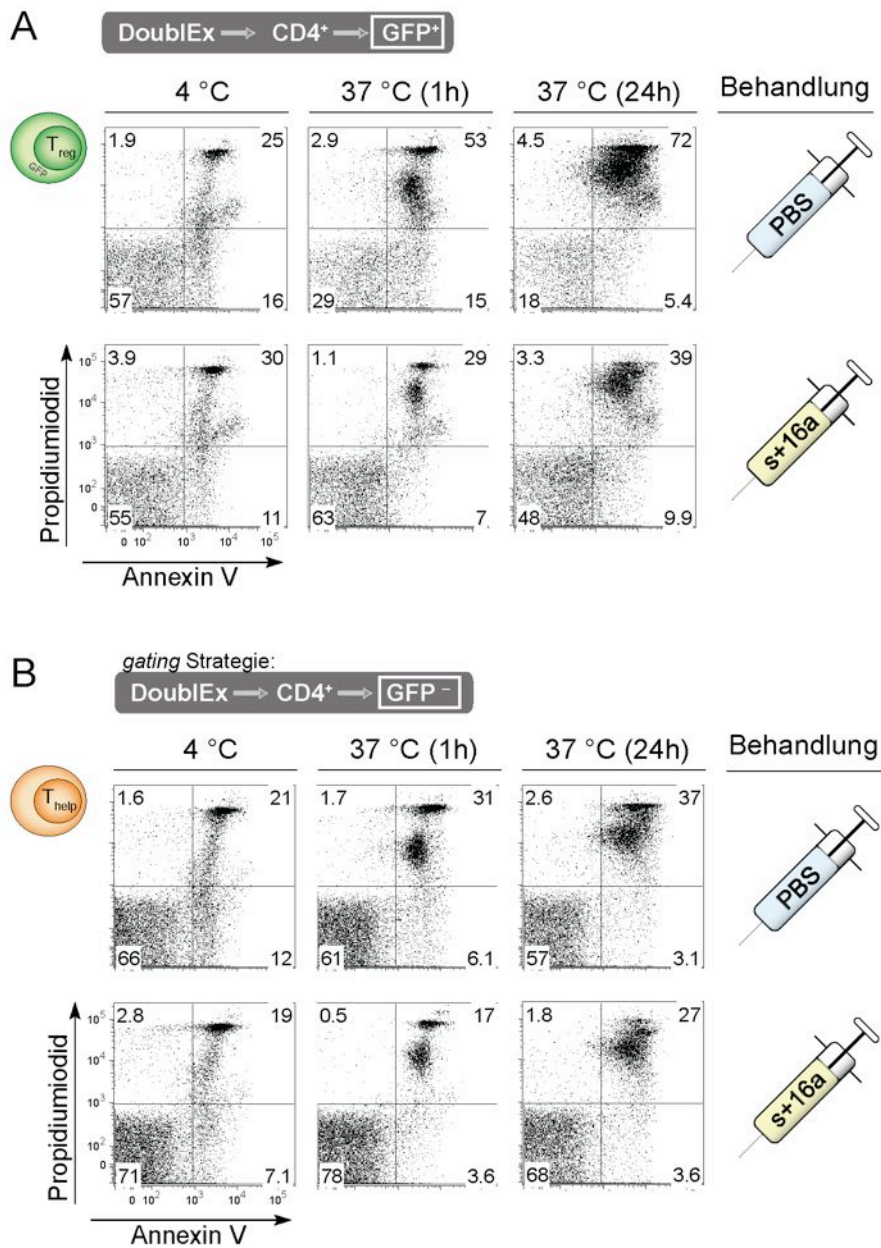 A
DoublEx CD4⁺ GFP⁺
4 °C 37 °C (1h) 37 °C (24h) Behandlung
T reg GFP
1.9 25 2.9 53 4.5 72
PBS
57 16 29 15 18 5.4
3.9 30 1.1 29 3.3 39
10⁵
10⁴
10³
10²
0
s+16a
55 11 63 7 48 9.9
0 10² 10³ 10⁴ 10⁵
Propidiumiodid
Annexin V
B
gating Strategie:
DoublEx CD4⁺ GFP ⁻
4 °C 37 °C (1h) 37 °C (24h) Behandlung
T help
1.6 21 1.7 31 2.6 37
PBS
66 12 61 6.1 57 3.1
2.8 19 0.5 17 1.8 27
10⁵
10⁴
10³
10²
0
s+16a
71 7.1 78 3.6 68 3.6
0 10² 10³ 10⁴ 10⁵
Propidiumiodid
Annexin V